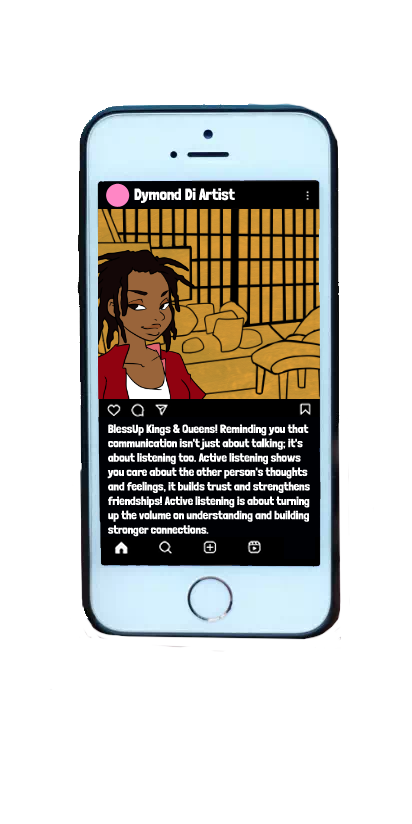 Dymond Di Artist
BlessUp Kings & Queens! Reminding you that
communication isn't just about talking; it's
about listening too. Active listening shows
you care about the other person's thoughts
and feelings, it builds trust and strengthens
friendships! Active listening is about turning
up the volume on understanding and building
stronger connections.